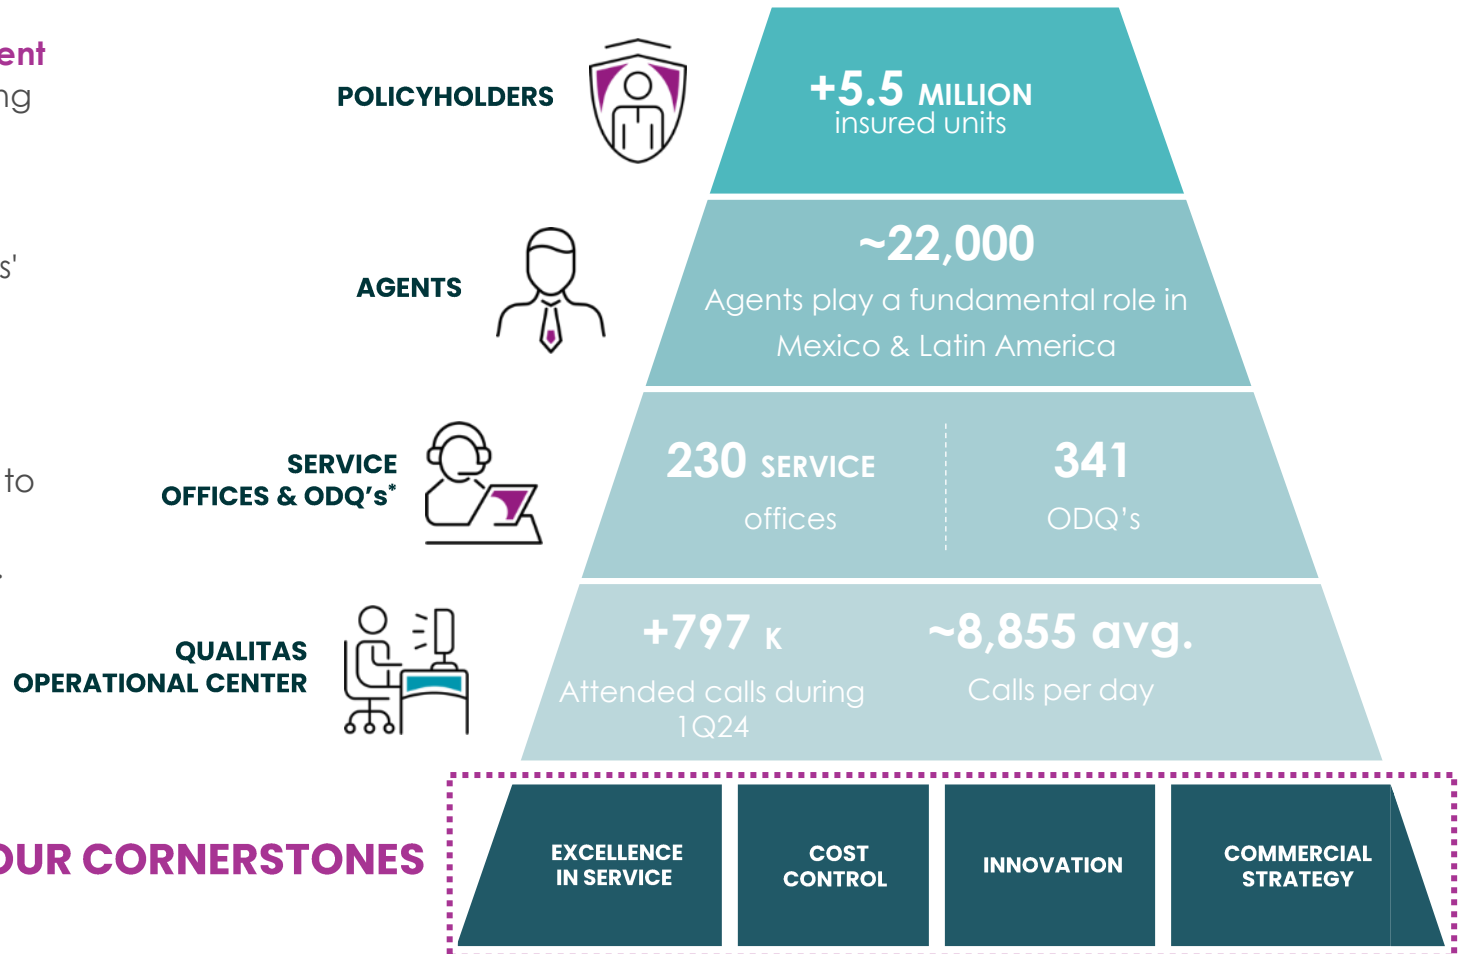 ent
ng
s'
to
.
POLICYHOLDERS
+5.5 MILLION
insured units
AGENTS
~22,000
Agents play a fundamental role in
Mexico & Latin America
SERVICE
OFFICES & ODQ's*
230 SERVICE
offices
341
ODQ's
QUALITAS
OPERATIONAL CENTER
+797 K
Attended calls during
1Q24
~8,855 avg.
Calls per day
OUR CORNERSTONES
EXCELLENCE
IN SERVICE
COST
CONTROL
INNOVATION
COMMERCIAL
STRATEGY